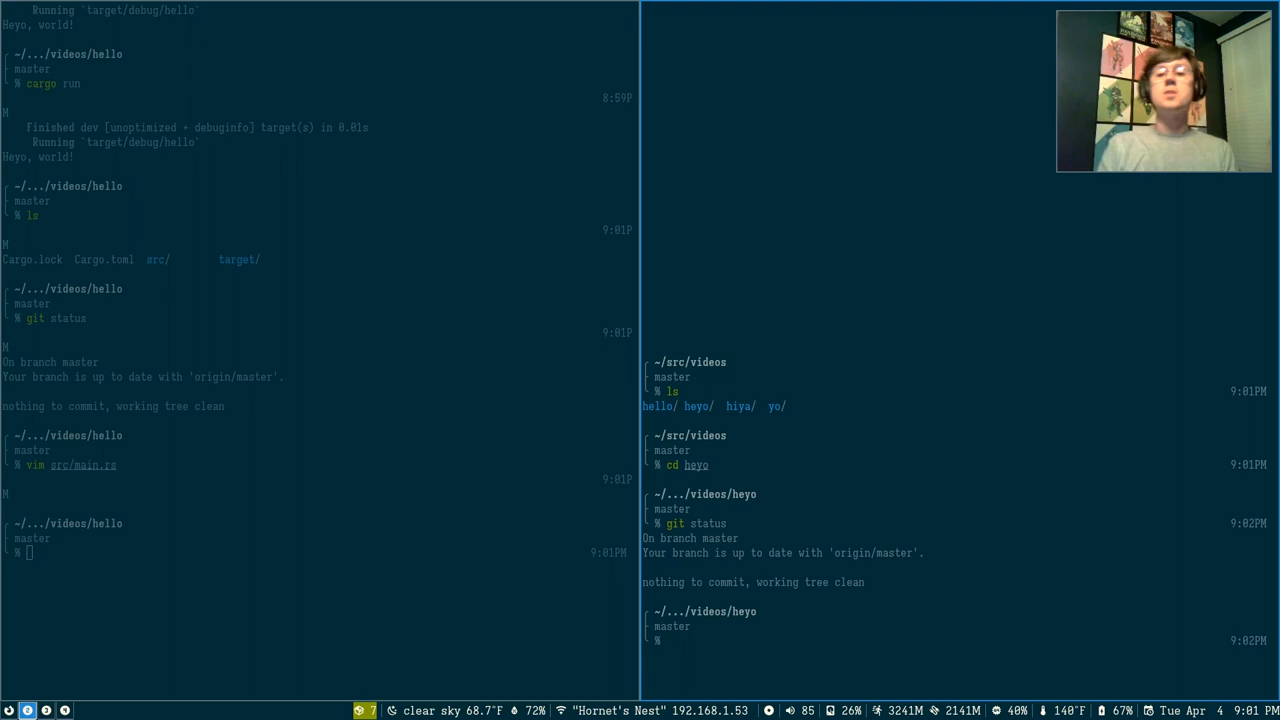 Running `target/debug/hello`
Heyo, world!
~/.../videos/hello
master
% cargo run
8:59P
M
Finished dev [unoptimized + debuginfo] target(s) in 0.01s
Running `target/debug/hello`
Heyo, world!
~/.../videos/hello
master
% ls
9:01P
M
Cargo.lock Cargo.toml src/ target/
~/.../videos/hello
master
% git status
9:01P
M
On branch master
Your branch is up to date with 'origin/master'.
nothing to commit, working tree clean
~/.../videos/hello
master
% vim src/main.rs
9:01P
M
~/.../videos/hello
master
% 9:01PM
~/src/videos
master
% ls 9:01PM
hello/ heyo/ hiya/ yo/
~/src/videos
master
% cd heyo 9:01PM
~/.../videos/heyo
master
% git status 9:02PM
On branch master
Your branch is up to date with 'origin/master'.
nothing to commit, working tree clean
~/.../videos/heyo
master
% 9:02PM
2 3 4 7 clear sky 68.7°F 72% "Hornet's Nest" 192.168.1.53 85 26% 3241M 2141M 40% 140°F 67% Tue Apr 4 9:01 PM